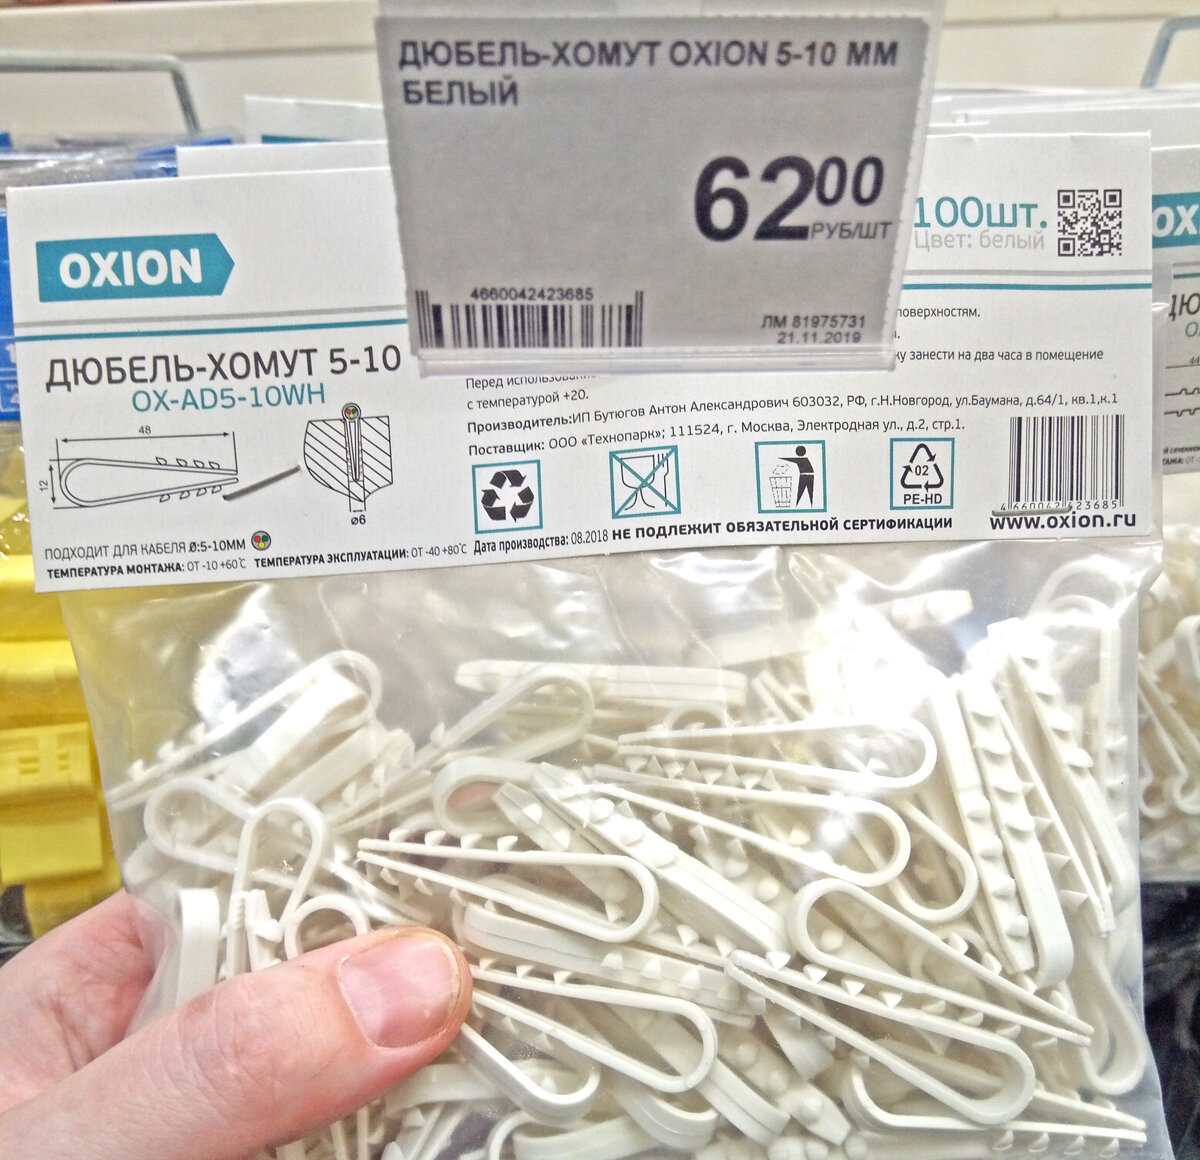 ДЮБЕЛЬ-ХОМУТ OXION 5-10 ММ
БЕЛЫЙ
62 00
РУБ/ШТ
4660042423685
ЛМ 81975731
21.11.2019
OXION
100шт.
Цвет: белый
ДЮБЕЛЬ-ХОМУТ 5-10
OX-AD5-10WH
48
12
ø6
ПОДХОДИТ ДЛЯ КАБЕЛЯ Ø:5-10ММ
ТЕМПЕРАТУРА МОНТАЖА: ОТ -10 +60°С
ТЕМПЕРАТУРА ЭКСПЛУАТАЦИИ: ОТ -40 +80°С
поверхностям.
занести на два часа в помещение
Перед
с температурой +20.
Производитель:ИП Бутюгов Антон Александрович 603032, РФ, г.Н.Новгород, ул.Баумана, д.64/1, кв.1,к.1
Поставщик: ООО «Технопарк»; 111524, г. Москва, Электродная ул., д.2, стр.1.
02
PE-HD
4660042423685
Дата производства: 08.2018 НЕ ПОДЛЕЖИТ ОБЯЗАТЕЛЬНОЙ СЕРТИФИКАЦИИ
www.oxion.ru